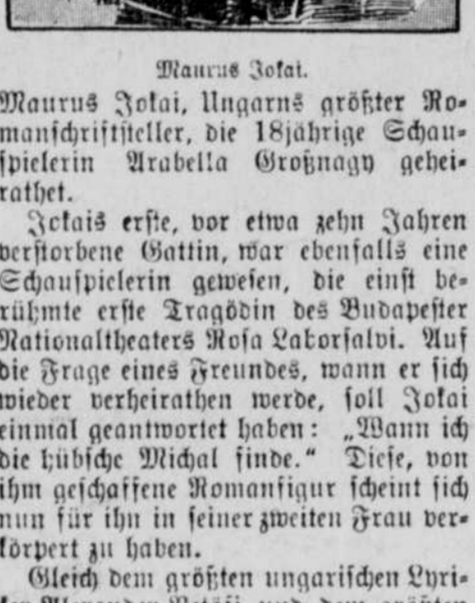 Maurus Jokai.
Maurus Jokai, Ungarns größter Ro-
manschriftsteller, die 18jährige Schau-
spielerin Arabella Großnagy gehei-
rathet.
Jokais erste, vor etwa zehn Jahren
verstorbene Gattin, war ebenfalls eine
Schauspielerin gewesen, die einst be-
rühmte erste Tragödin des Budapester
Nationaltheaters Rosa Laborfalvi. Auf
die Frage eines Freundes, wann er sich
wieder verheirathen werde, soll Jokai
einmal geantwortet haben: „Wann ich
die hübsche Michal finde.“ Diese, von
ihm geschaffene Romanfigur scheint sich
nun für ihn in seiner zweiten Frau ver-
körpert zu haben.
Gleich dem größten ungarischen Lyri-